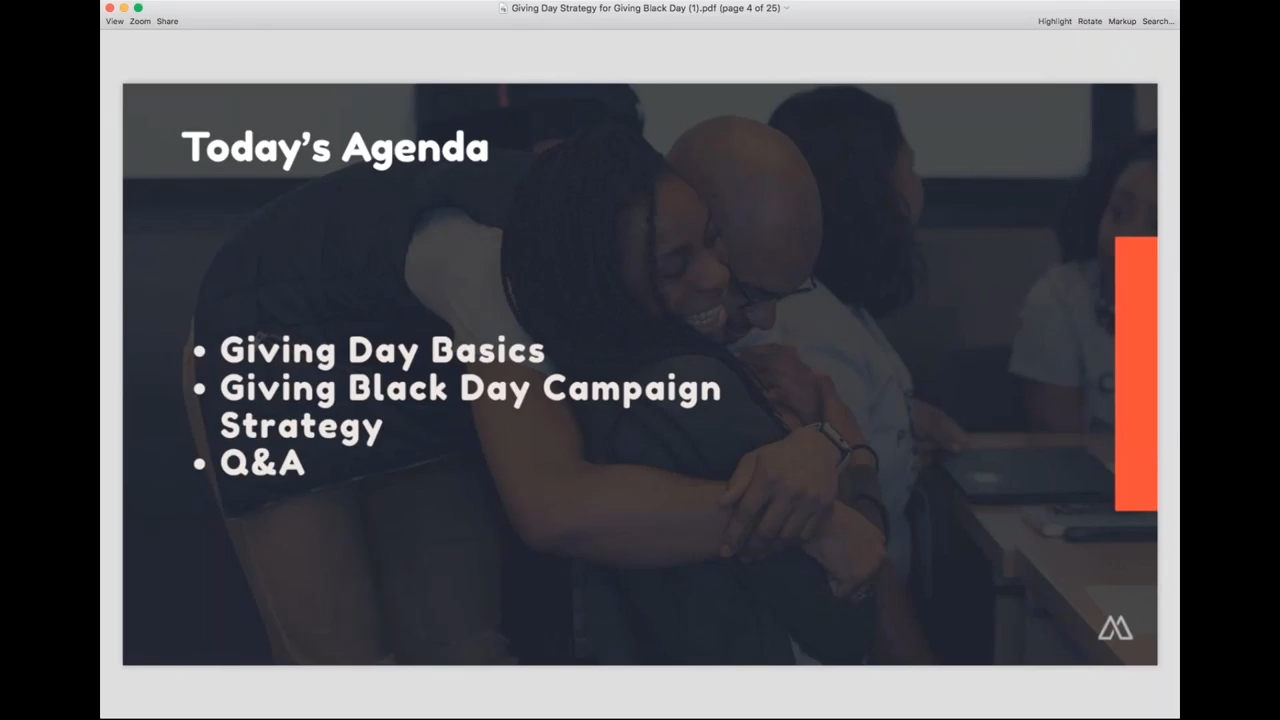 Giving Day Strategy for Giving Black Day (1).pdf (page 4 of 25)
View Zoom Share
Highlight Rotate Markup Search...
Today's Agenda
• Giving Day Basics
• Giving Black Day Campaign
Strategy
• Q&A